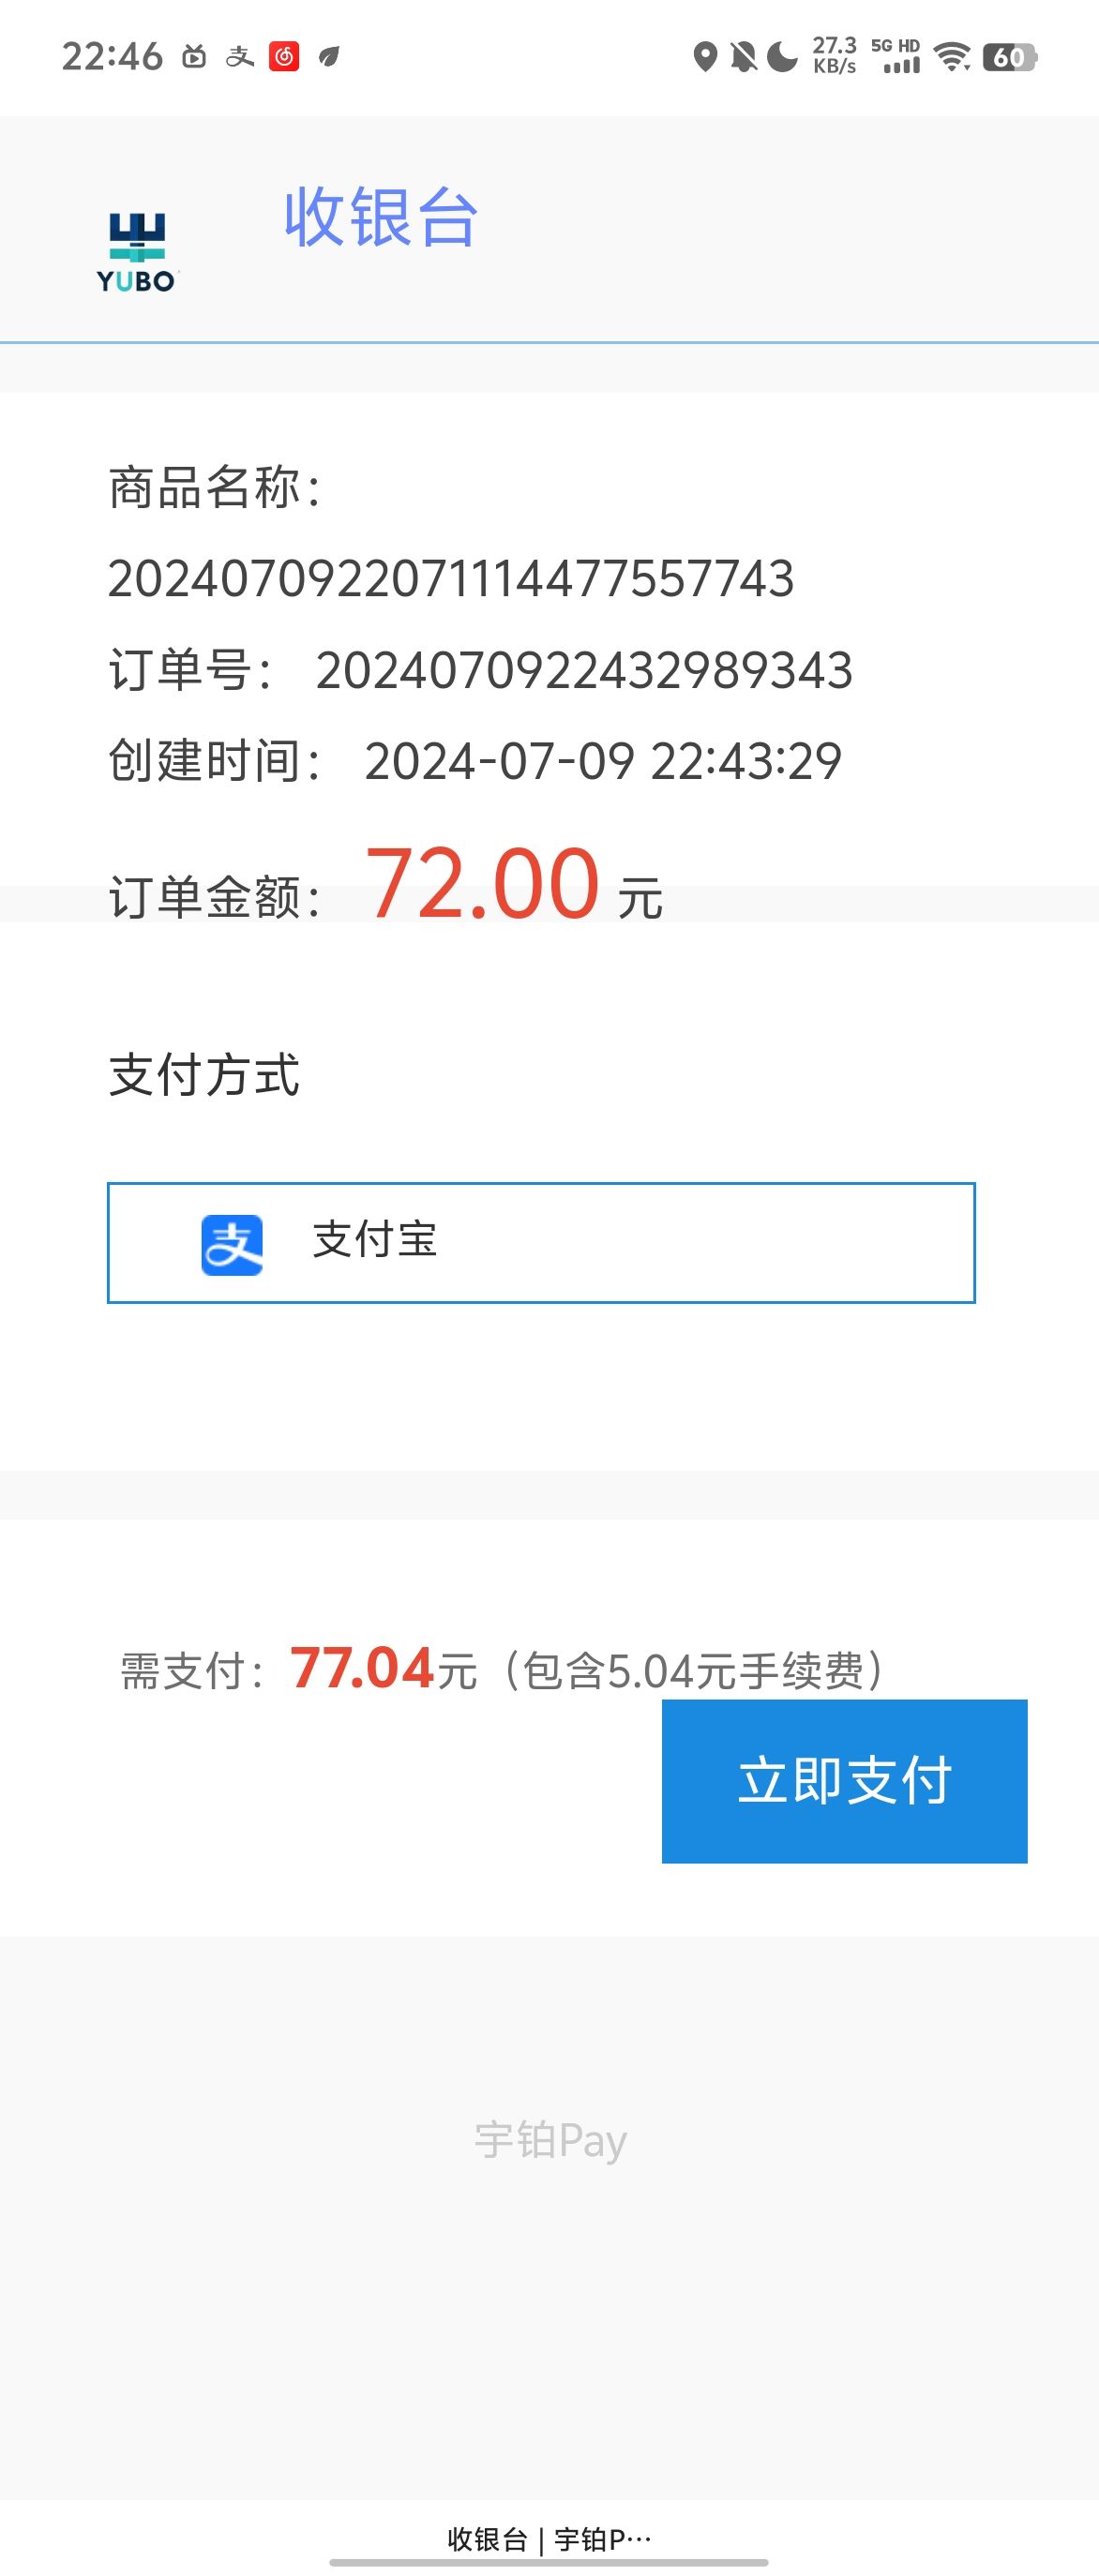 22:46 支 27.3 KB/s 5G HD 60
收银台
YUBO
商品名称：
20240709220711114477557743
订单号： 2024070922432989343
创建时间： 2024-07-09 22:43:29
订单金额： 72.00 元
支付方式
支 支付宝
需支付：77.04元（包含5.04元手续费）
立即支付
宇铂Pay
收银台 | 宇铂P…